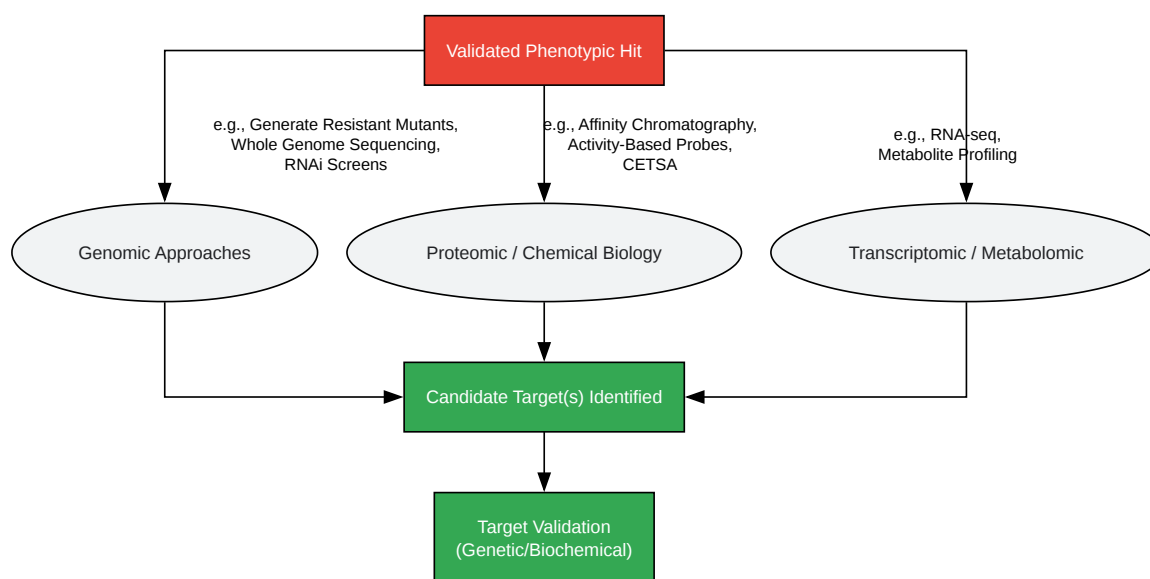 Validated Phenotypic Hit
e.g., Generate Resistant Mutants,
Whole Genome Sequencing,
RNAi Screens
e.g., Affinity Chromatography,
Activity-Based Probes,
CETSA
e.g., RNA-seq,
Metabolite Profiling
Genomic Approaches
Proteomic / Chemical Biology
Transcriptomic / Metabolomic
Candidate Target(s) Identified
Target Validation
(Genetic/Biochemical)